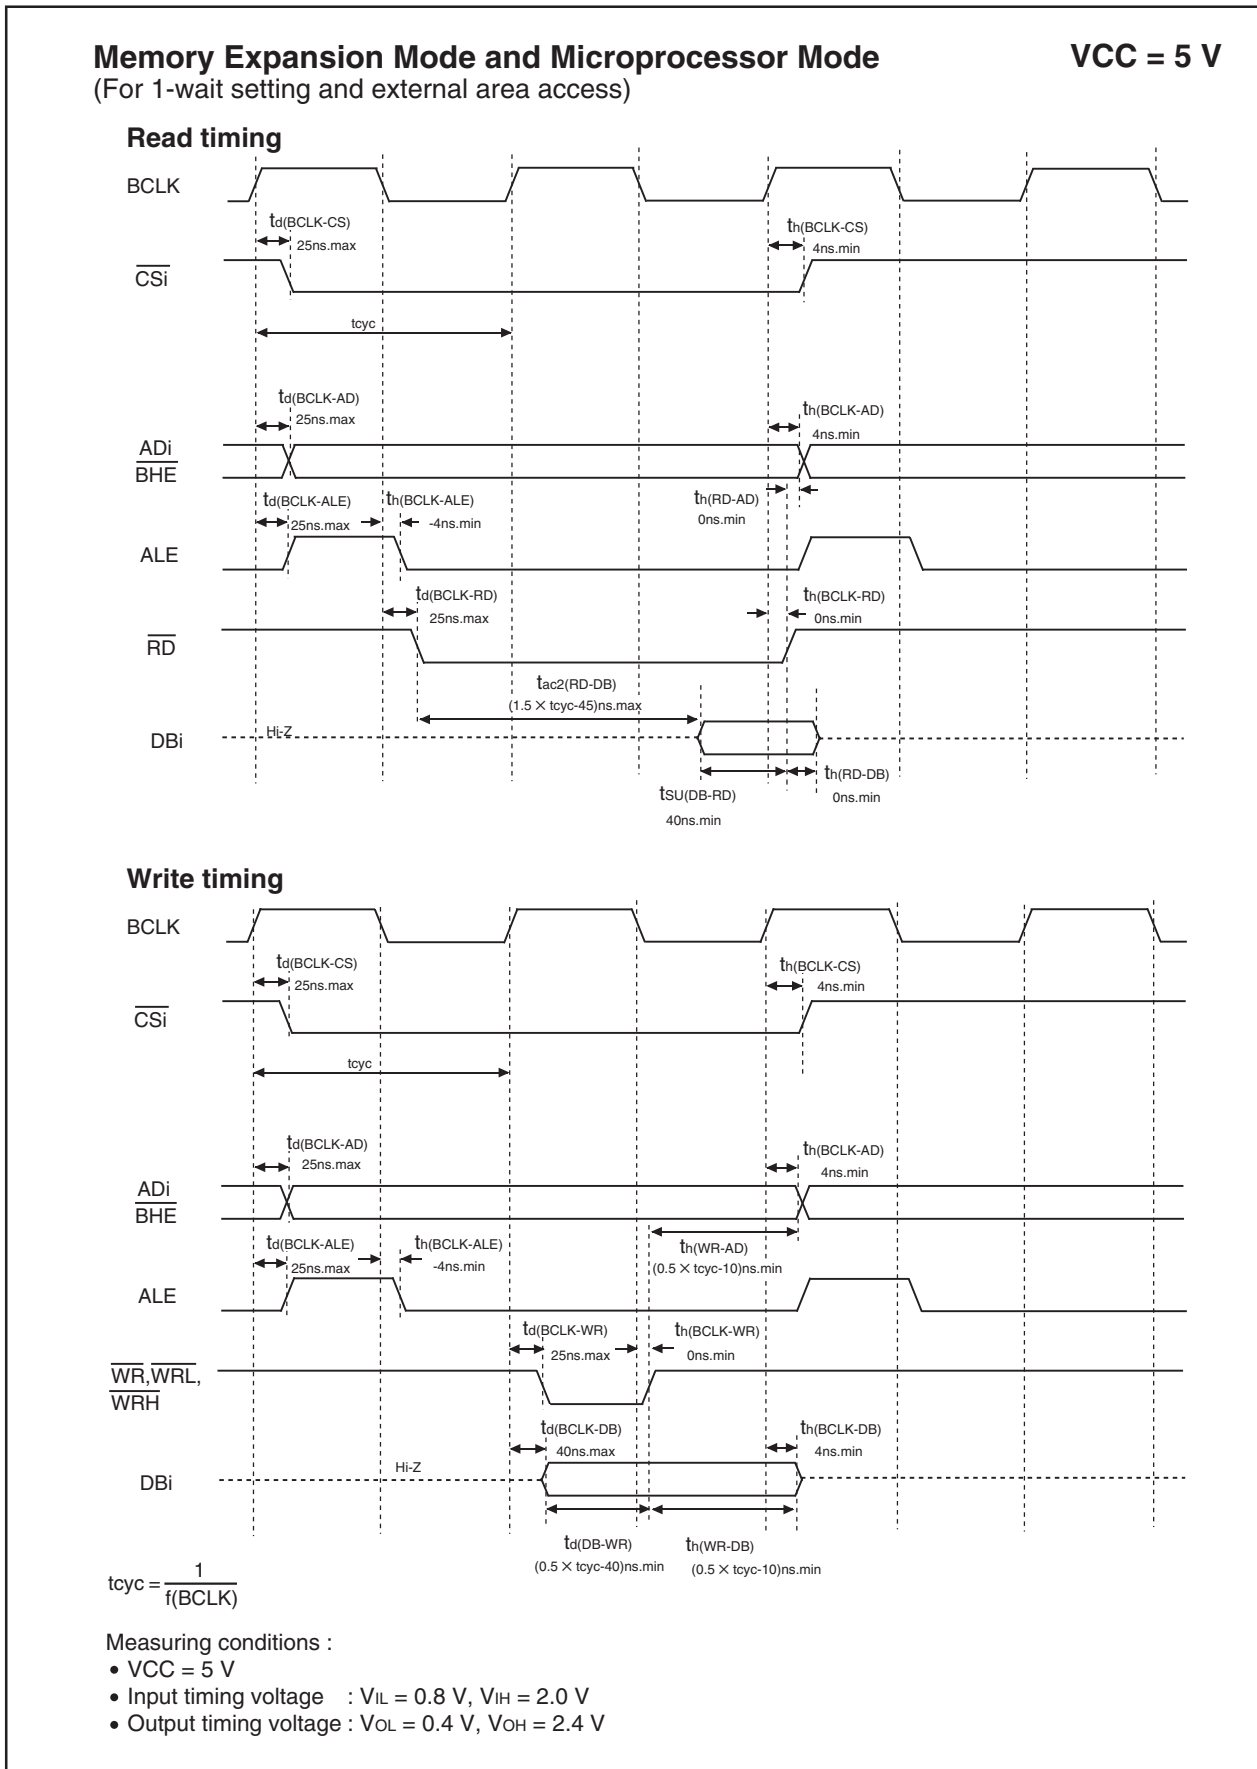 Memory Expansion Mode and Microprocessor Mode VCC = 5 V
(For 1-wait setting and external area access)
Read timing
BCLK
td(BCLK-CS)
25ns.max
th(BCLK-CS)
4ns.min
CSi
tcyc
td(BCLK-AD)
25ns.max
th(BCLK-AD)
4ns.min
ADi
BHE
td(BCLK-ALE)
25ns.max
th(BCLK-ALE)
-4ns.min
th(RD-AD)
0ns.min
ALE
td(BCLK-RD)
25ns.max
th(BCLK-RD)
0ns.min
RD
tac2(RD-DB)
(1.5 × tcyc-45)ns.max
DBi
Hi-Z
tSU(DB-RD)
40ns.min
th(RD-DB)
0ns.min
Write timing
BCLK
td(BCLK-CS)
25ns.max
th(BCLK-CS)
4ns.min
CSi
tcyc
td(BCLK-AD)
25ns.max
th(BCLK-AD)
4ns.min
ADi
BHE
td(BCLK-ALE)
25ns.max
th(BCLK-ALE)
-4ns.min
th(WR-AD)
(0.5 × tcyc-10)ns.min
ALE
td(BCLK-WR)
25ns.max
th(BCLK-WR)
0ns.min
WR,WRL,
WRH
td(BCLK-DB)
40ns.max
th(BCLK-DB)
4ns.min
DBi
Hi-Z
td(DB-WR)
(0.5 × tcyc-40)ns.min
th(WR-DB)
(0.5 × tcyc-10)ns.min
tcyc = 1
f(BCLK)
Measuring conditions :
• VCC = 5 V
• Input timing voltage : VIL = 0.8 V, VIH = 2.0 V
• Output timing voltage : VOL = 0.4 V, VOH = 2.4 V